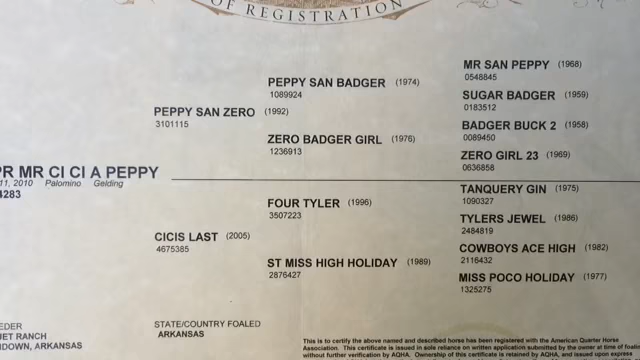 OF REGISTRATION
MR SAN PEPPY (1968)
0548845
PEPPY SAN BADGER (1974)
1089924
SUGAR BADGER (1959)
0183512
PEPPY SAN ZERO (1992)
3101115
BADGER BUCK 2 (1958)
0089450
ZERO BADGER GIRL (1976)
1236913
ZERO GIRL 23 (1969)
0636858
PR MR CI CI A PEPPY
11, 2010 Palomino Gelding
4283
TANQUERY GIN (1975)
1090327
FOUR TYLER (1996)
3507223
TYLERS JEWEL (1986)
2484819
CICIS LAST (2005)
4675385
COWBOYS ACE HIGH (1982)
2116432
ST MISS HIGH HOLIDAY (1989)
2876427
MISS POCO HOLIDAY (1977)
1325275
EDER
JET RANCH
NDOWN, ARKANSAS
STATE/COUNTRY FOALED
ARKANSAS
This is to certify the above named and described horse has been registered with the American Quarter Horse
Association. This certificate is issued in sole reliance on written application submitted by the owner at time of foaling
without further verification by AQHA. Ownership of this certificate is retained by AQHA, and issued upon express